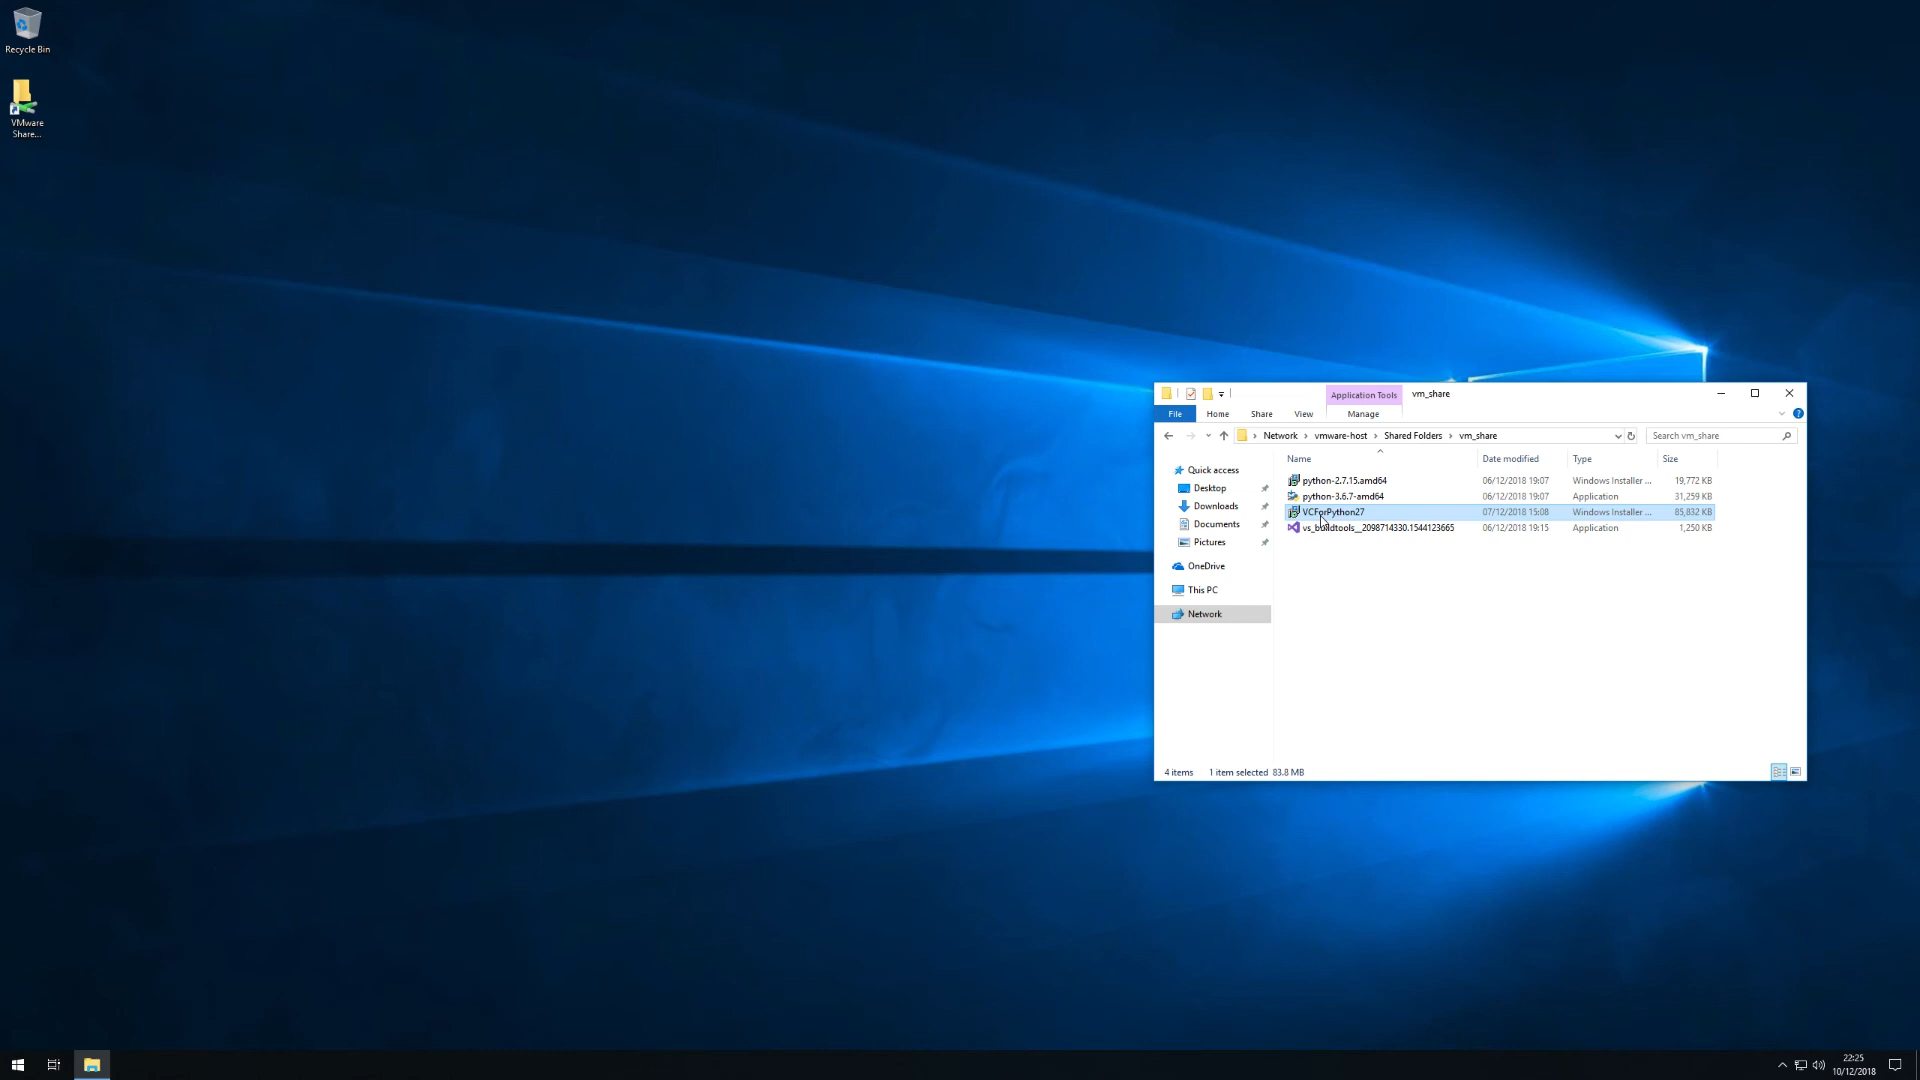 Recycle Bin
VMware
Share...
Application Tools
vm_share
File
Home
Share
View
Manage
Network
vmware-host
Shared Folders
vm_share
Search vm_share
Name
Date modified
Type
Size
Quick access
Desktop
Downloads
Documents
Pictures
OneDrive
This PC
Network
python-2.7.15.amd64 06/12/2018 19:07 Windows Installer ... 19,772 KB
python-3.6.7-amd64 06/12/2018 19:07 Application 31,259 KB
VCForPython27 07/12/2018 15:08 Windows Installer ... 85,832 KB
vs_buildtools__2098714330.1544123665 06/12/2018 19:15 Application 1,250 KB
4 items 1 item selected 83.8 MB
22:25
10/12/2018